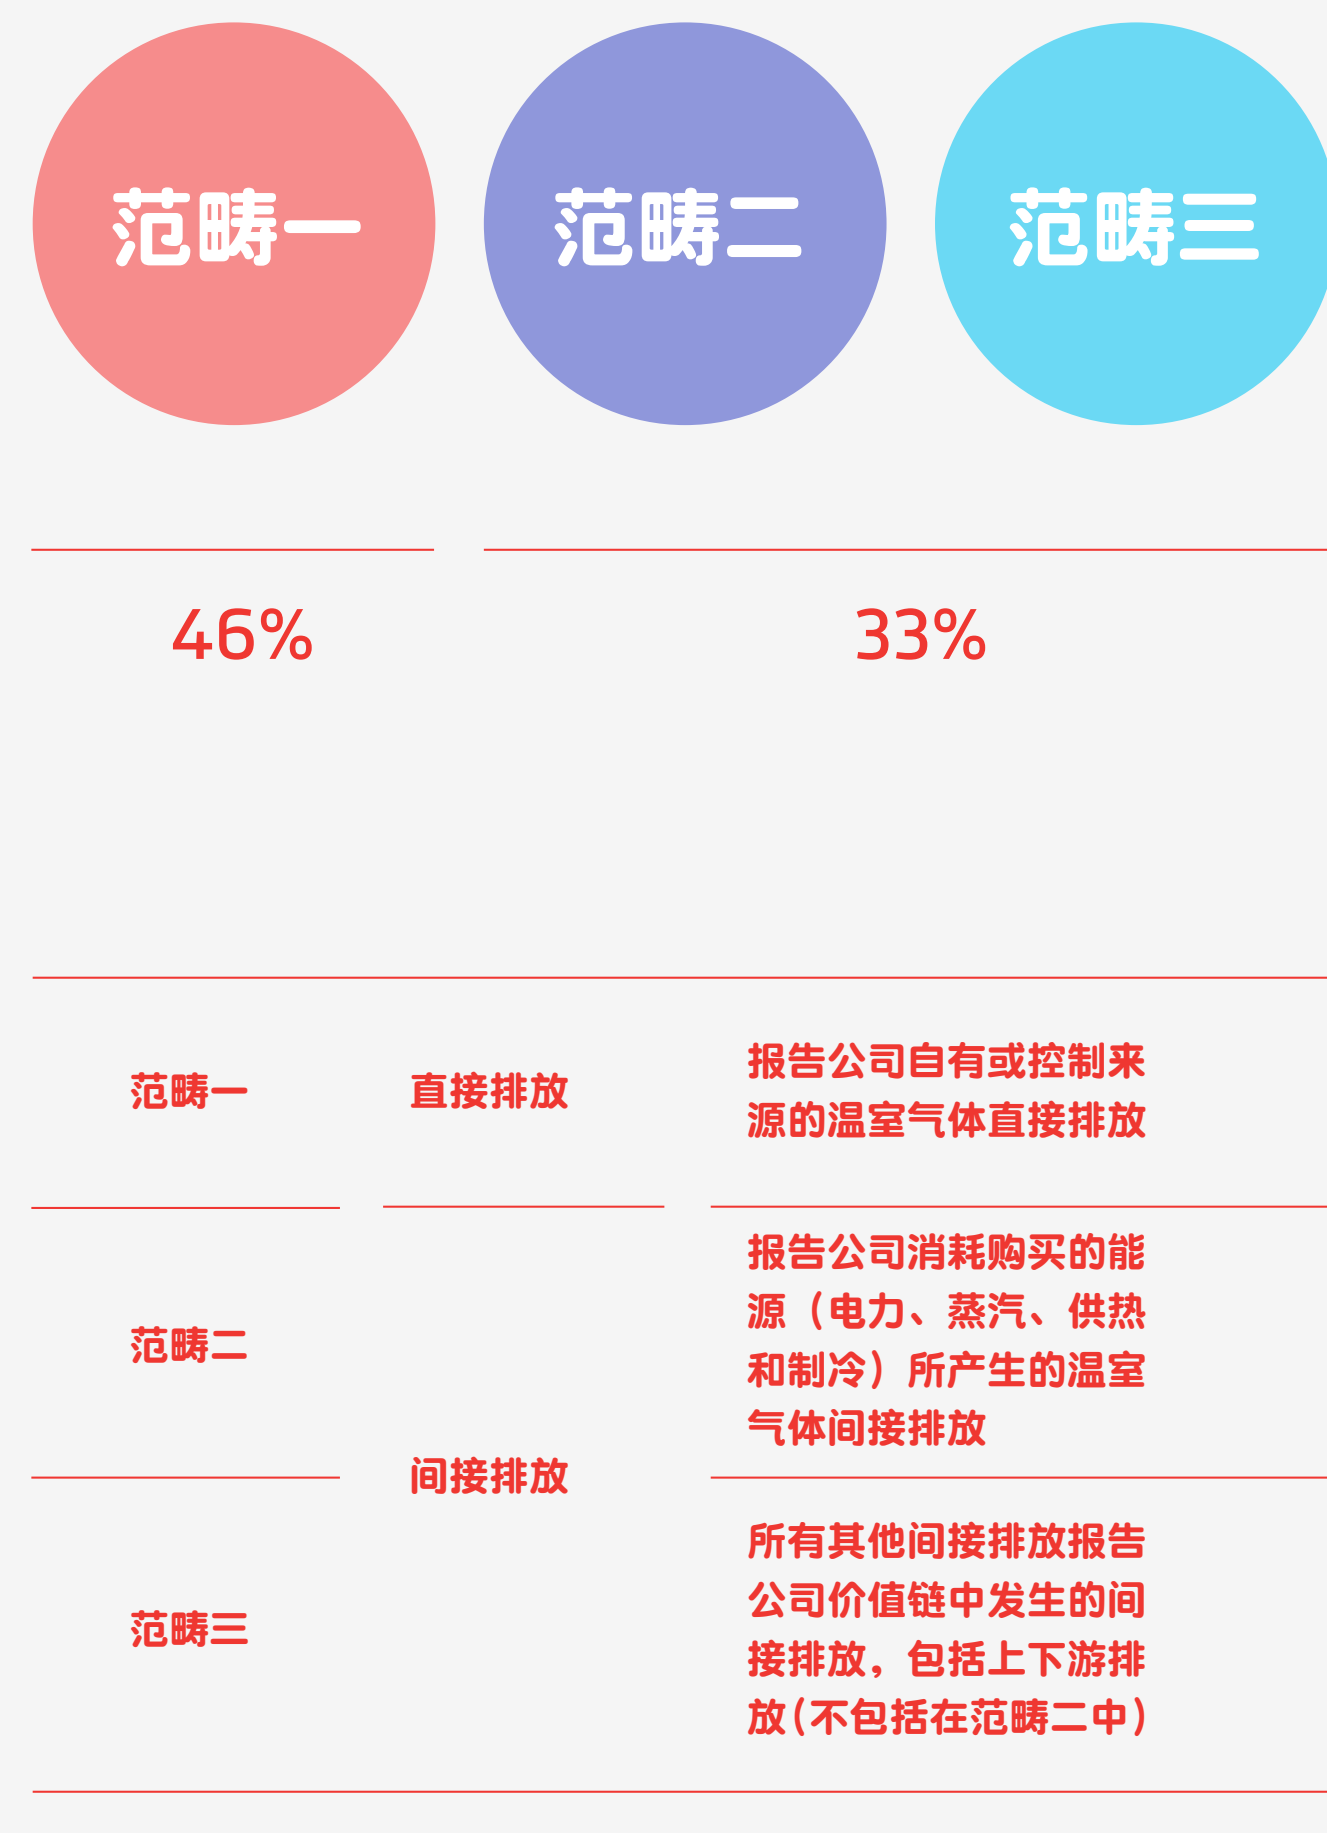 范畴一
范畴二
范畴三
46%
33%
范畴一
直接排放
报告公司自有或控制来
源的温室气体直接排放
范畴二
报告公司消耗购买的能
源（电力、蒸汽、供热
和制冷）所产生的温室
气体间接排放
间接排放
范畴三
所有其他间接排放报告
公司价值链中发生的间
接排放，包括上下游排
放(不包括在范畴二中)